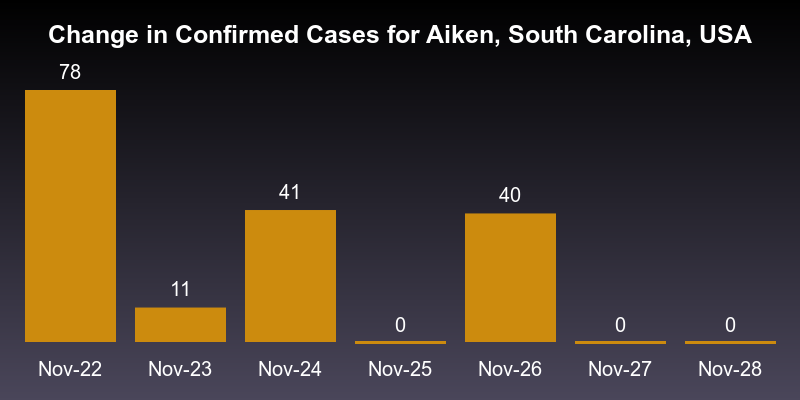 Change in Confirmed Cases for Aiken, South Carolina, USA
78
11
41
0
40
0
0
Nov-22
Nov-23
Nov-24
Nov-25
Nov-26
Nov-27
Nov-28